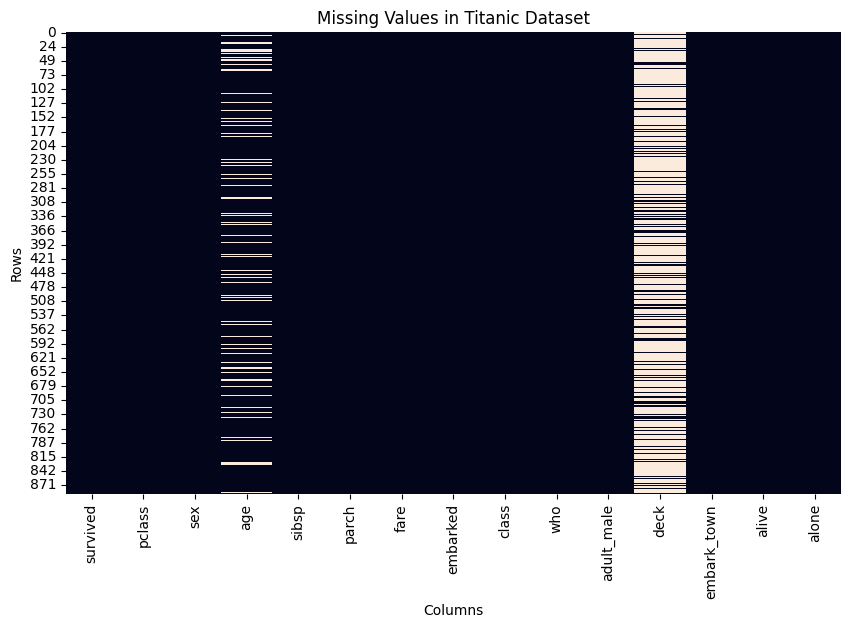 Missing Values in Titanic Dataset
0
24
49
73
102
127
152
177
204
230
255
281
308
336
366
392
421
448
478
508
537
562
592
621
652
679
705
730
762
787
815
842
871
Rows
survived
pclass
sex
age
sibsp
parch
fare
embarked
class
who
adult_male
deck
embark_town
alive
alone
Columns